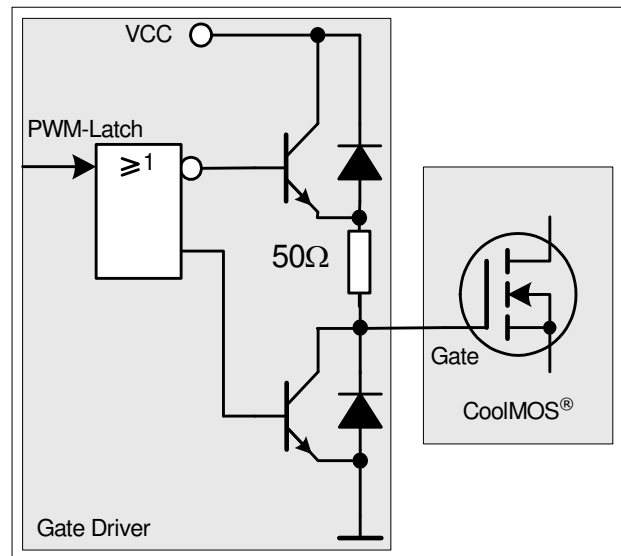 VCC
PWM-Latch
≥1
50Ω
Gate
CoolMOS®
Gate Driver